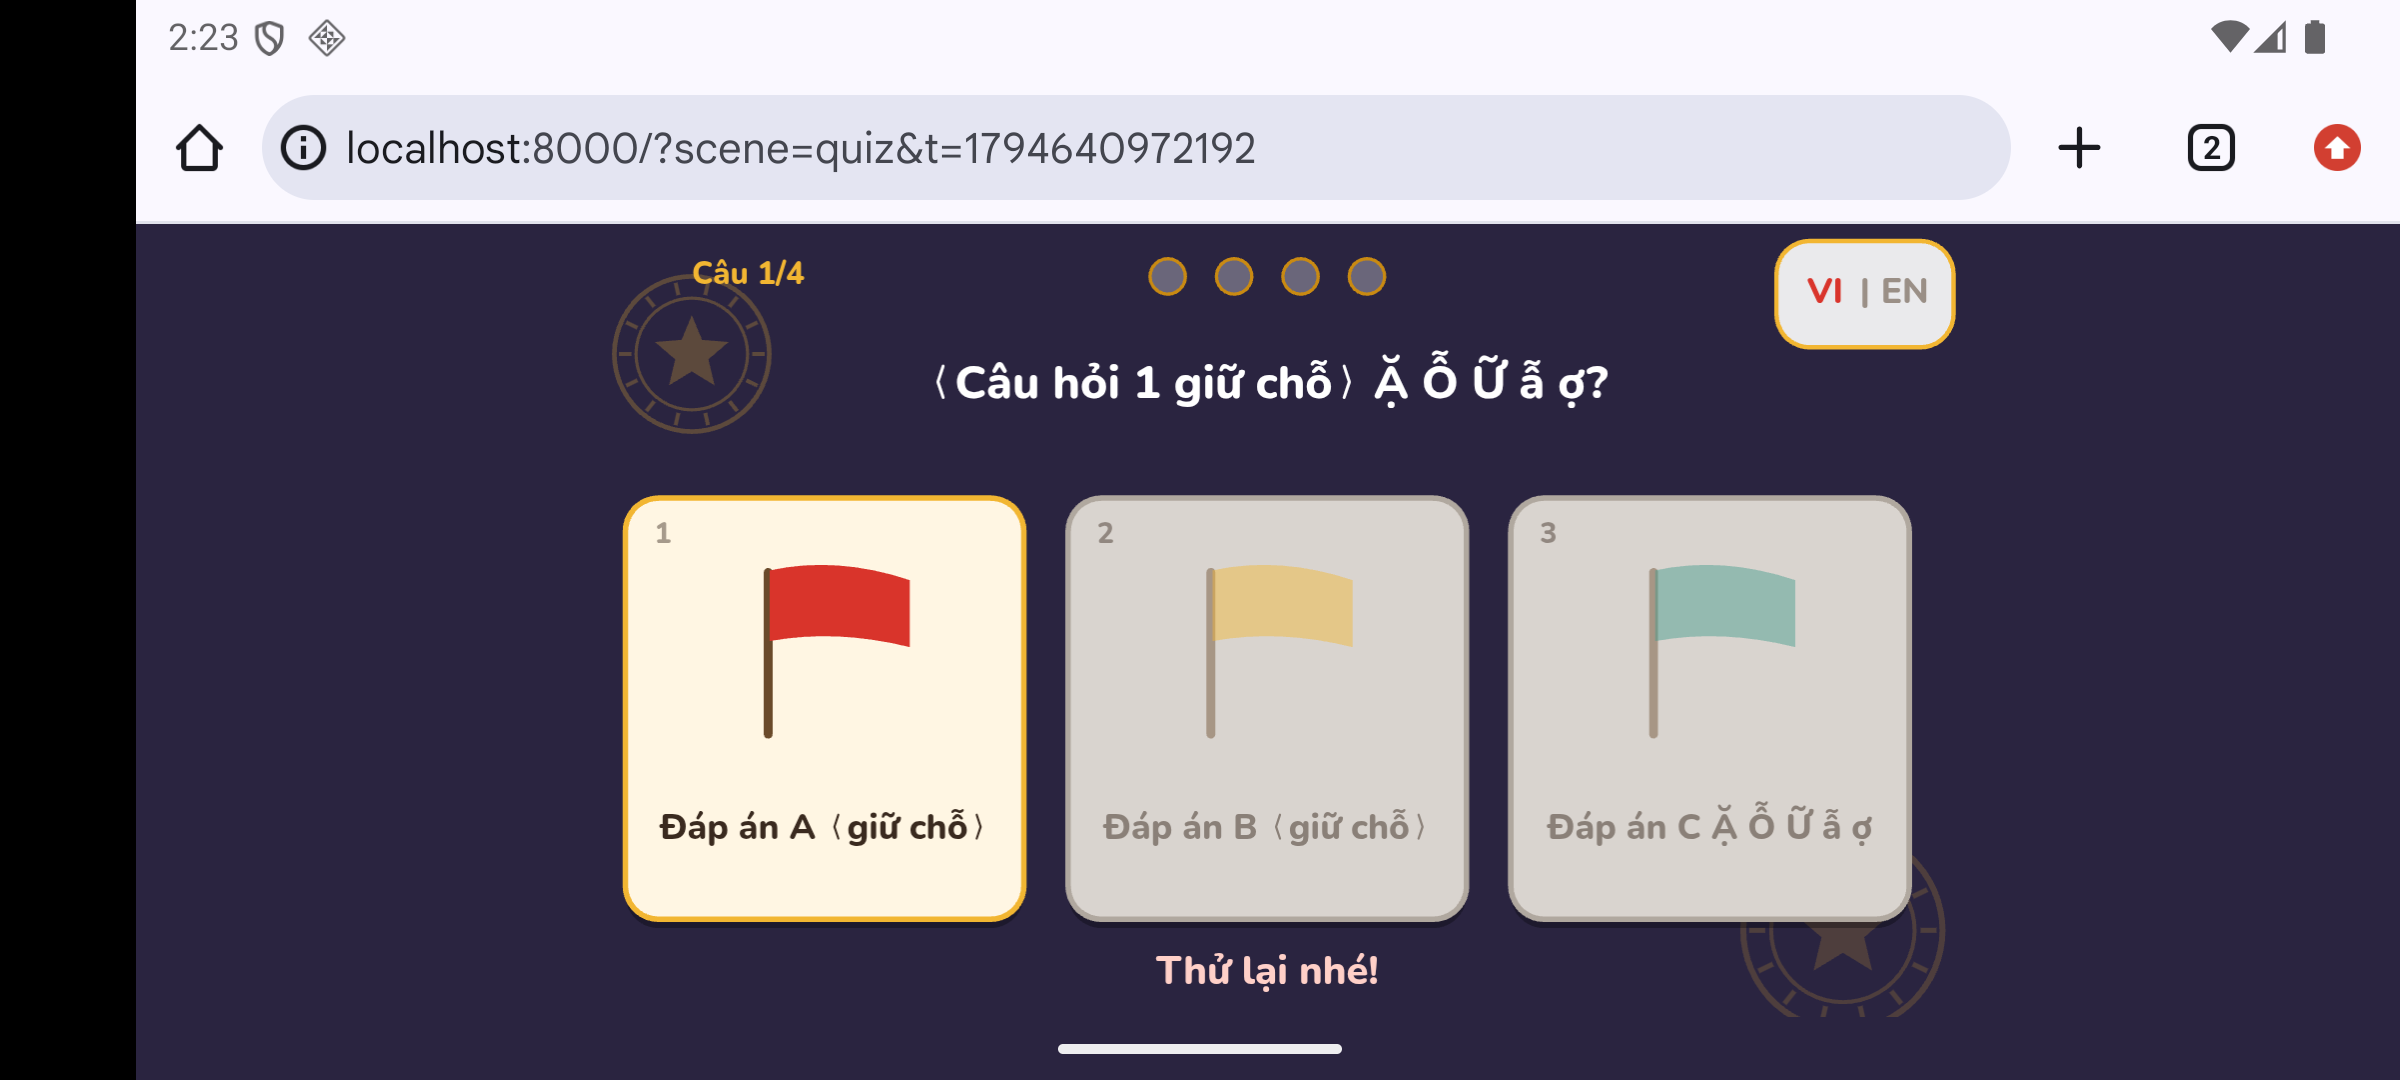 2:23
localhost:8000/?scene=quiz&t=1794640972192
2
Câu 1/4
VI | EN
⟨Câu hỏi 1 giữ chỗ⟩ Ặ Ỗ Ữ ẫ ợ?
1
2
3
Đáp án A ⟨giữ chỗ⟩
Đáp án B ⟨giữ chỗ⟩
Đáp án C Ặ Ỗ Ữ ẫ ợ
Thử lại nhé!